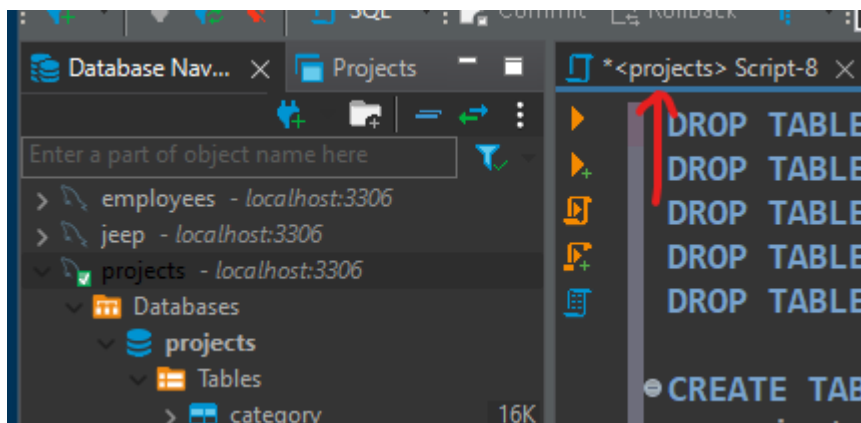 SQL Commit Rollback
Database Nav... Projects
*<projects> Script-8
Enter a part of object name here
employees - localhost:3306
jeep - localhost:3306
projects - localhost:3306
Databases
projects
Tables
category 16K
DROP TABLE
DROP TABLE
DROP TABLE
DROP TABLE
DROP TABLE
CREATE TAB